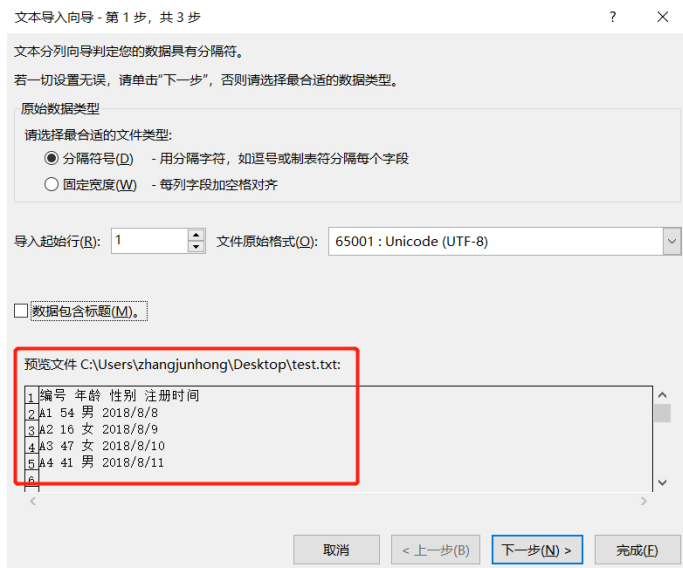 文本导入向导 - 第 1 步，共 3 步 ? ×
文本分列向导判定您的数据具有分隔符。
若一切设置无误，请单击“下一步”，否则请选择最合适的数据类型。
原始数据类型
请选择最合适的文件类型:
分隔符号(D) - 用分隔字符，如逗号或制表符分隔每个字段
固定宽度(W) - 每列字段加空格对齐
导入起始行(R): 1 文件原始格式(O): 65001 : Unicode (UTF-8)
数据包含标题(M)。
预览文件 C:\Users\zhangjunhong\Desktop\test.txt:
1 编号 年龄 性别 注册时间
2 A1 54 男 2018/8/8
3 A2 16 女 2018/8/9
4 A3 47 女 2018/8/10
5 A4 41 男 2018/8/11
6
取消 < 上一步(B) 下一步(N) > 完成(F)